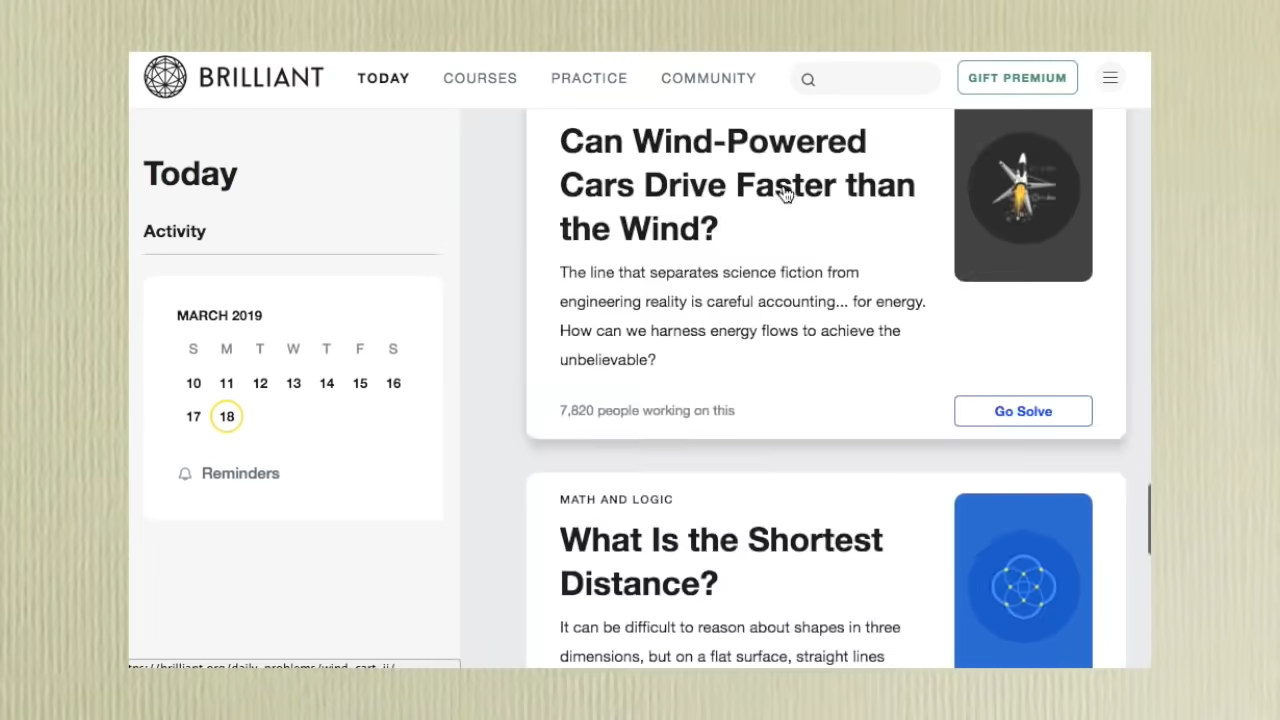 BRILLIANT
TODAY
COURSES
PRACTICE
COMMUNITY
GIFT PREMIUM
Today
Activity
MARCH 2019
S M T W T F S
10 11 12 13 14 15 16
17 18
Reminders
Can Wind-Powered
Cars Drive Faster than
the Wind?
The line that separates science fiction from
engineering reality is careful accounting... for energy.
How can we harness energy flows to achieve the
unbelievable?
7,820 people working on this
Go Solve
MATH AND LOGIC
What Is the Shortest
Distance?
It can be difficult to reason about shapes in three
dimensions, but on a flat surface, straight lines